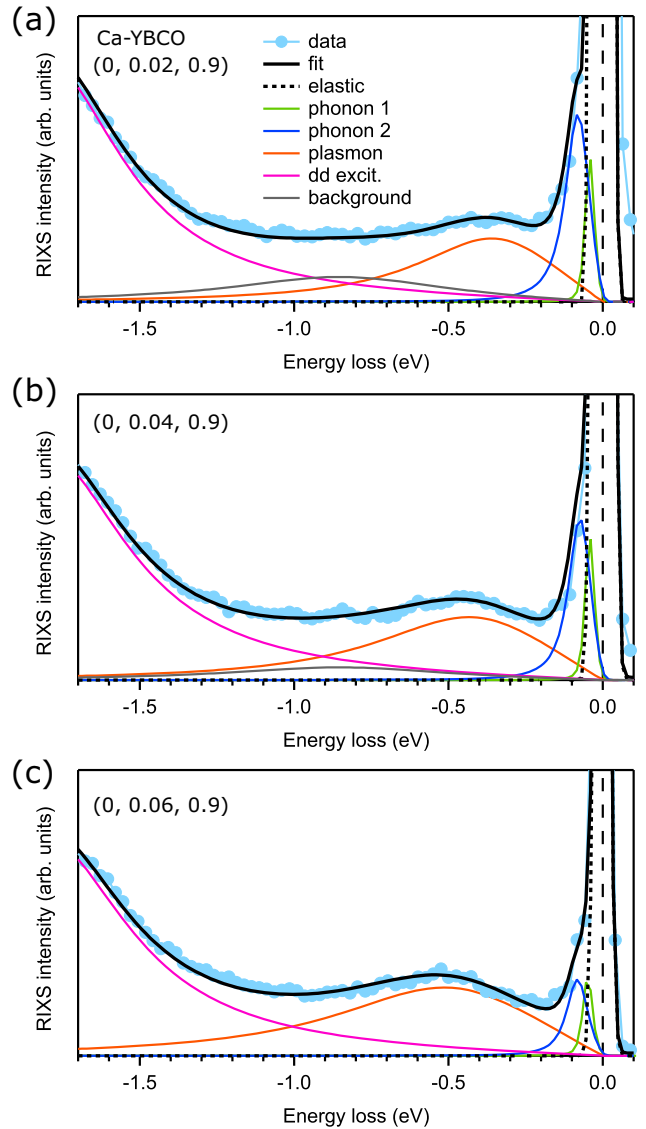 (a)
Ca-YBCO
(0, 0.02, 0.9)
data
fit
elastic
phonon 1
phonon 2
plasmon
dd excit.
background
RIXS intensity (arb. units)
-1.5 -1.0 -0.5 0.0
Energy loss (eV)
(b)
(0, 0.04, 0.9)
RIXS intensity (arb. units)
-1.5 -1.0 -0.5 0.0
Energy loss (eV)
(c)
(0, 0.06, 0.9)
RIXS intensity (arb. units)
-1.5 -1.0 -0.5 0.0
Energy loss (eV)